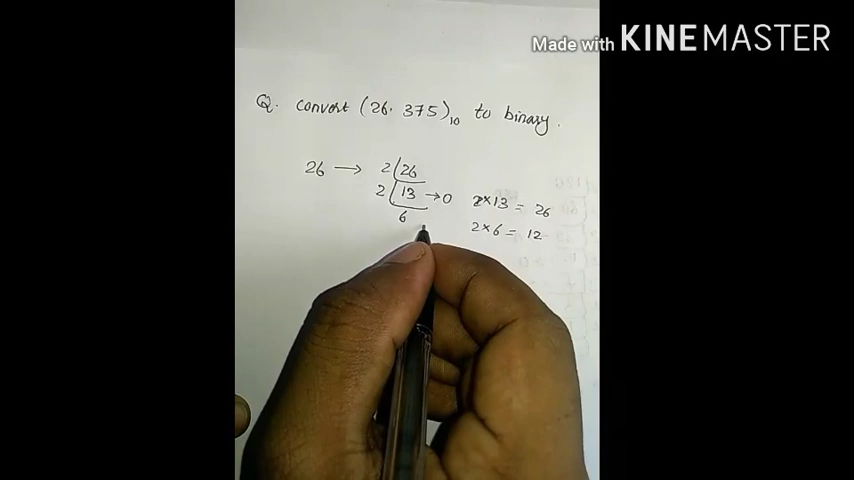 Made with KINEMASTER
Q. convert (26.375)10 to binary.
26 → 2 26
2 13 → 0 2×13 = 26
6 2×6 = 12